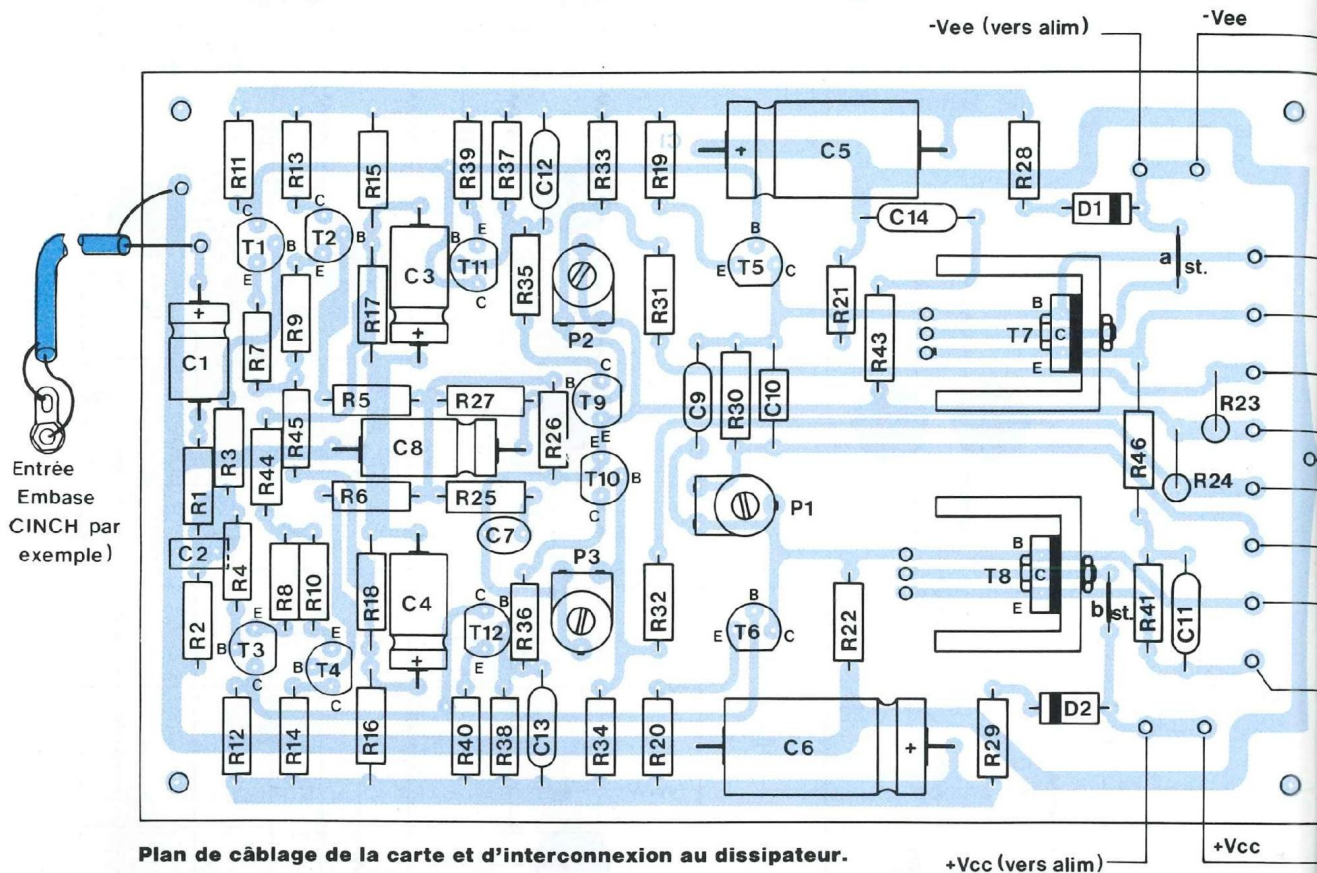 -Vee (vers alim)
-Vee
R11
R13
R15
R39
R37
C12
R33
R19
+
C5
R28
D1
C14
C
T1
B
E
C
T2
B
E
R17
C3
+
B
E
T11
C
R35
P2
R31
B
E
T5
C
R21
R43
B
T7
C
E
a
st.
+
C1
R7
R9
R5
R27
B
C
T9
E
R26
C9
R30
C10
R23
R46
R24
Entrée
Embase
CINCH par
exemple)
R1
R3
R44
R45
C8
R6
R25
E
T10
B
C
P1
C7
C2
R4
R8
R10
R18
C4
+
P3
R36
R32
B
T8
C
E
b
st.
R41
C11
R2
E
B
T3
C
E
B
T4
C
C
B
T12
E
B
E
T6
C
R22
D2
R12
R14
R16
R40
R38
C13
R34
R20
C6
+
R29
Plan de câblage de la carte et d'interconnexion au dissipateur.
+Vcc (vers alim)
+Vcc